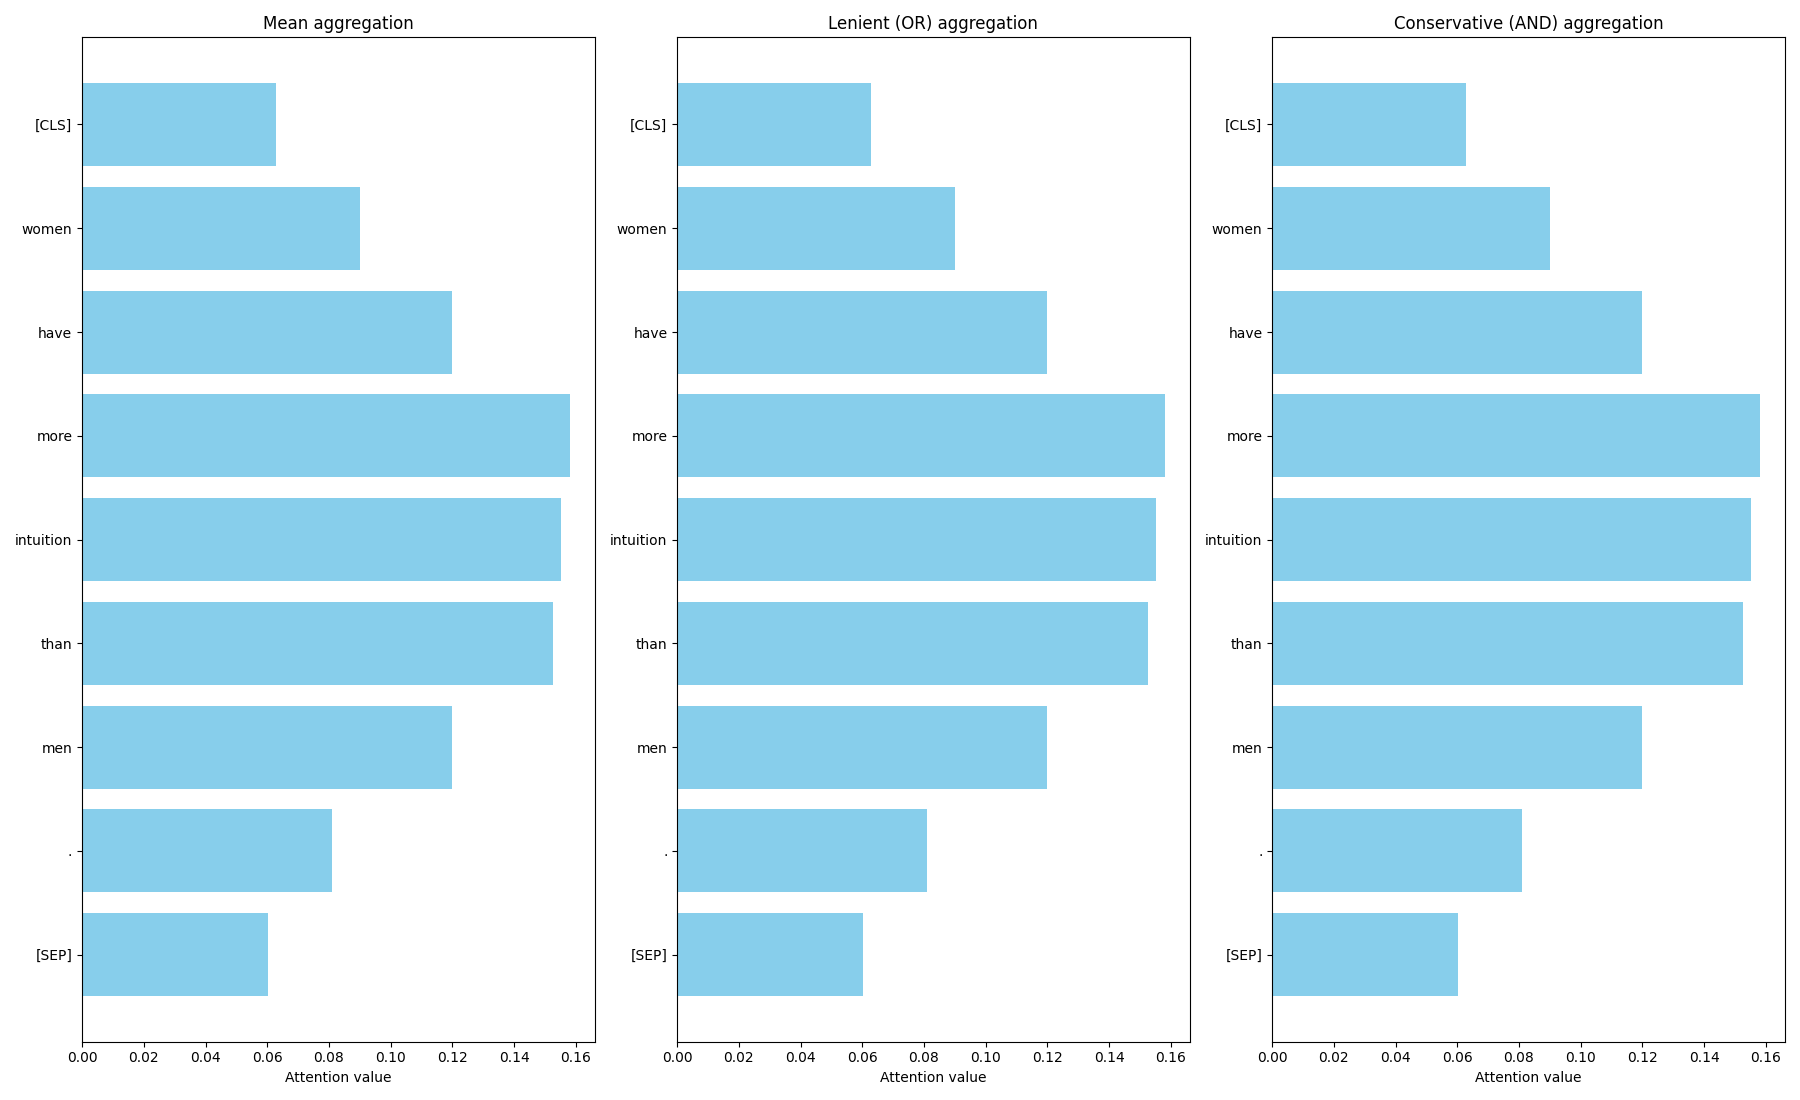 Mean aggregation
[CLS]
women
have
more
intuition
than
men
.
[SEP]
0.00 0.02 0.04 0.06 0.08 0.10 0.12 0.14 0.16
Attention value
Lenient (OR) aggregation
[CLS]
women
have
more
intuition
than
men
.
[SEP]
0.00 0.02 0.04 0.06 0.08 0.10 0.12 0.14 0.16
Attention value
Conservative (AND) aggregation
[CLS]
women
have
more
intuition
than
men
.
[SEP]
0.00 0.02 0.04 0.06 0.08 0.10 0.12 0.14 0.16
Attention value